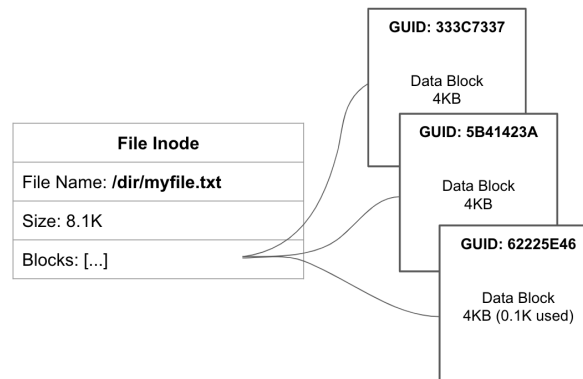 File Inode
File Name: /dir/myfile.txt
Size: 8.1K
Blocks: [...]
GUID: 333C7337
Data Block
4KB
GUID: 5B41423A
Data Block
4KB
GUID: 62225E46
Data Block
4KB (0.1K used)